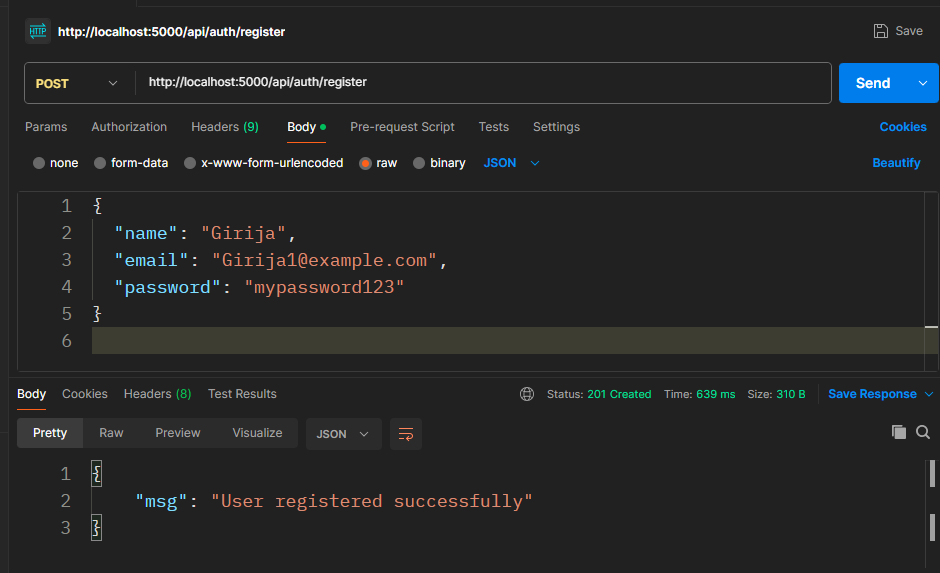 HTTP http://localhost:5000/api/auth/register Save
POST http://localhost:5000/api/auth/register Send
Params Authorization Headers (9) Body Pre-request Script Tests Settings Cookies
none form-data x-www-form-urlencoded raw binary JSON Beautify
1 {
2 "name": "Girija",
3 "email": "Girija1@example.com",
4 "password": "mypassword123"
5 }
6
Body Cookies Headers (8) Test Results Status: 201 Created Time: 639 ms Size: 310 B Save Response
Pretty Raw Preview Visualize JSON
1 {
2 "msg": "User registered successfully"
3 }